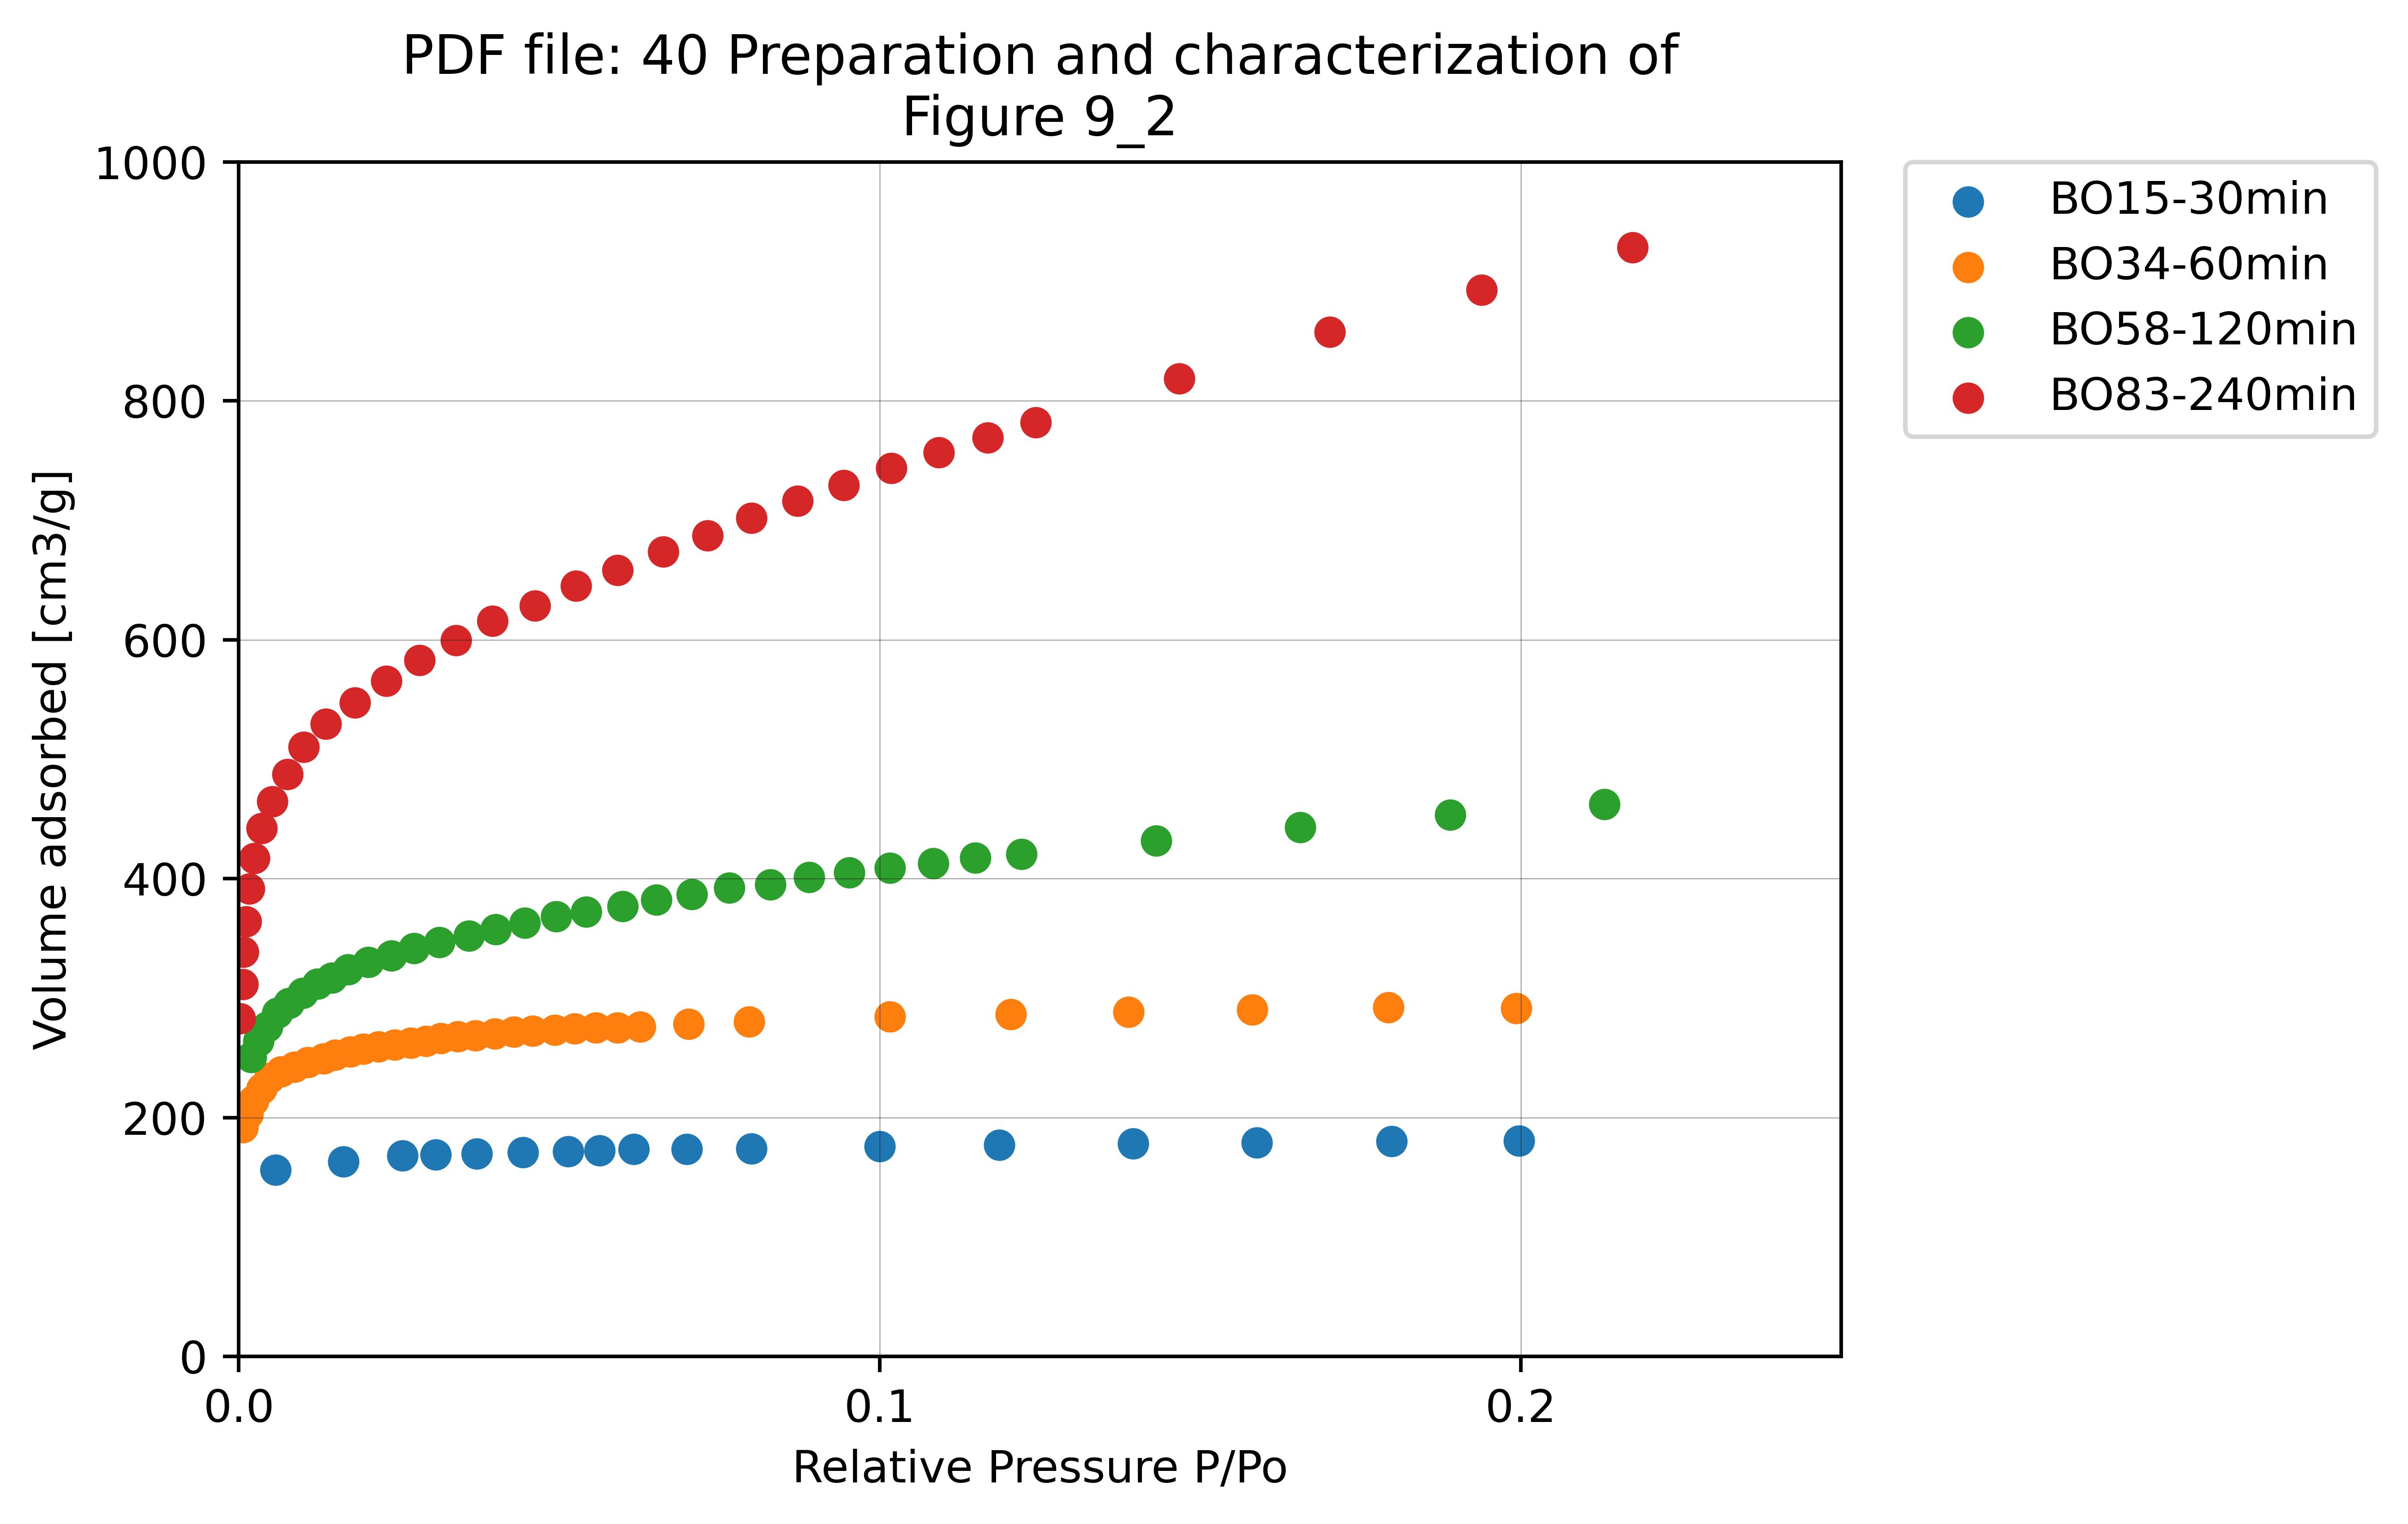 PDF file: 40 Preparation and characterization of
Figure 9_2
1000
800
600
400
200
0
Volume adsorbed [cm3/g]
0.0
0.1
0.2
Relative Pressure P/Po
BO15-30min
BO34-60min
BO58-120min
BO83-240min